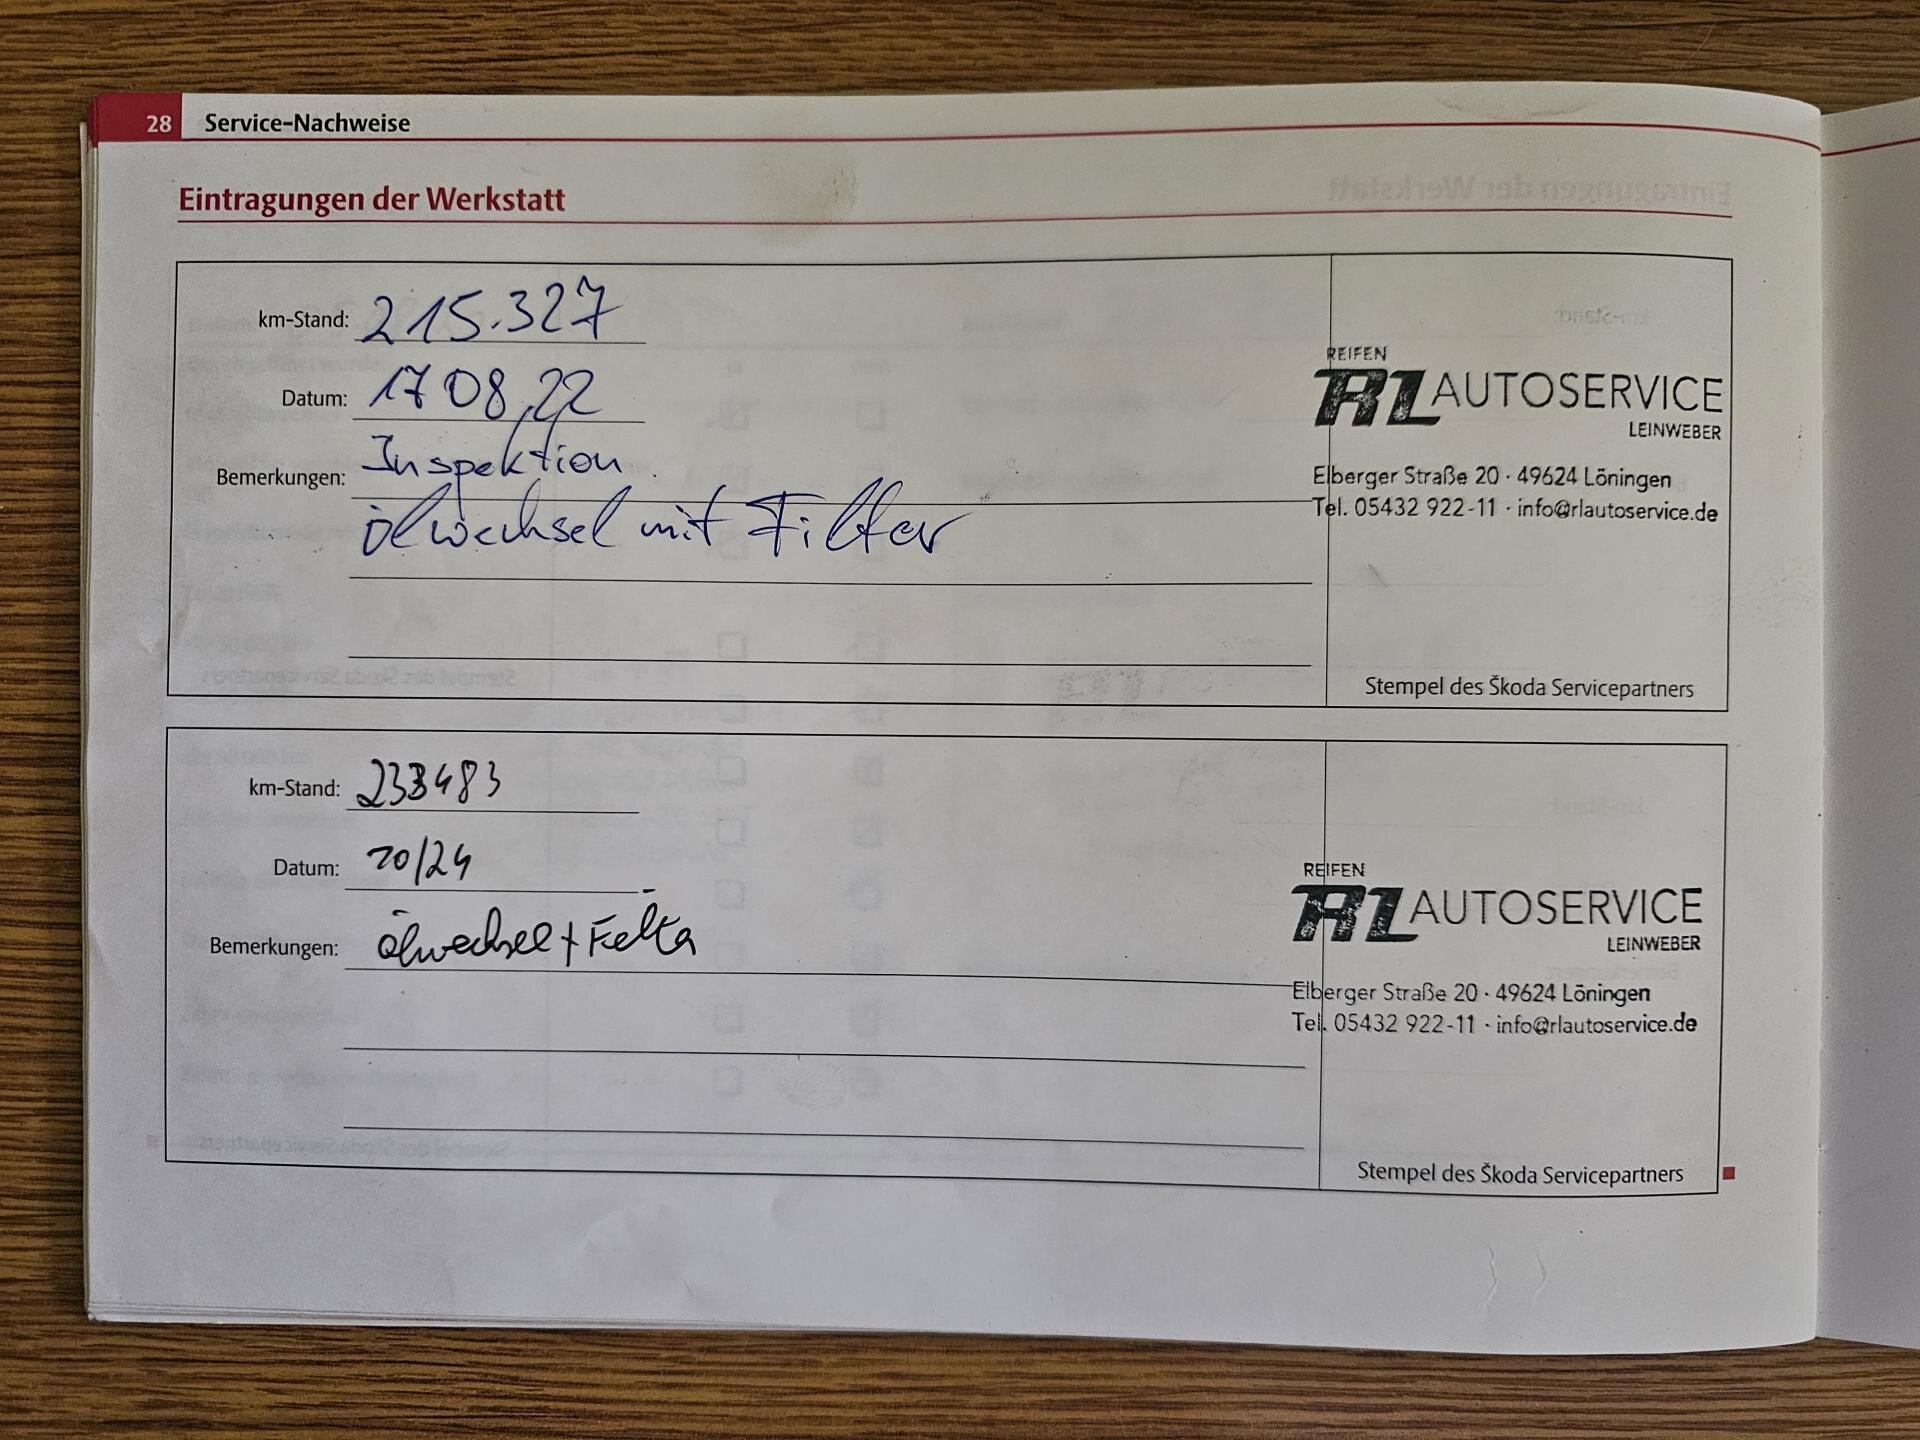 28 Service-Nachweise
Eintragungen der Werkstatt
km-Stand: 215.327
Datum: 17 08.22
Bemerkungen: Inspektion
Ölwechsel mit Filter
REIFEN
RL AUTOSERVICE
LEINWEBER
Elberger Straße 20 · 49624 Löningen
Tel. 05432 922-11 · info@rlautoservice.de
Stempel des Škoda Servicepartners
km-Stand: 233483
Datum: 10/24
Bemerkungen: Ölwechsel + Filter
REIFEN
RL AUTOSERVICE
LEINWEBER
Elberger Straße 20 · 49624 Löningen
Tel. 05432 922-11 · info@rlautoservice.de
Stempel des Škoda Servicepartners